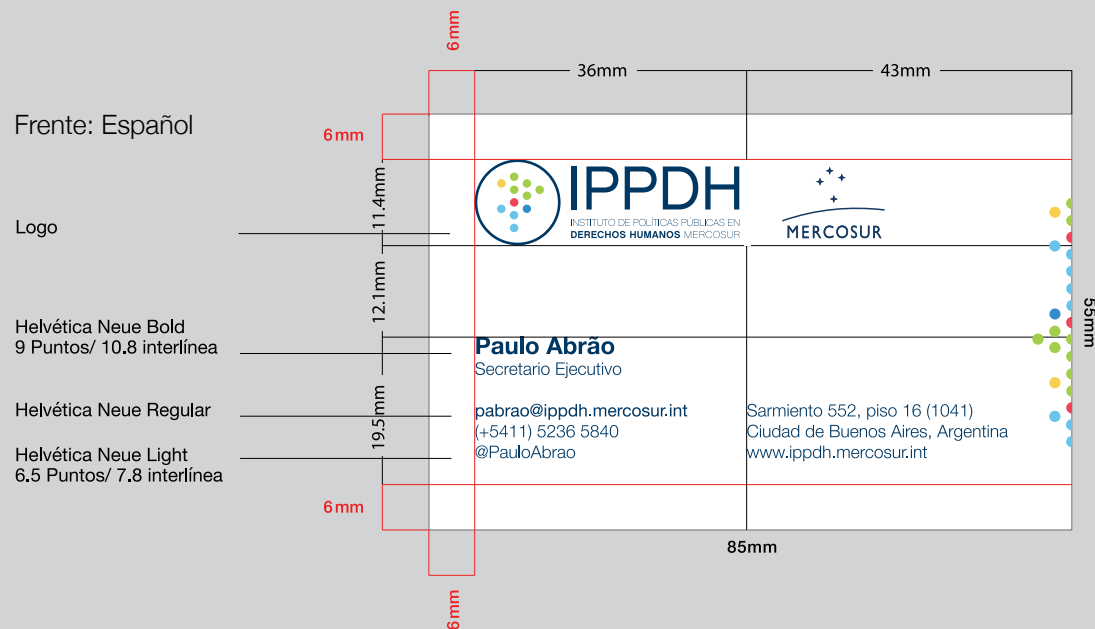 6mm
36mm
43mm
Frente: Español
6mm
11.4mm
IPPDH
INSTITUTO DE POLÍTICAS PÚBLICAS EN
DERECHOS HUMANOS MERCOSUR
MERCOSUR
Logo
12.1mm
55mm
Helvética Neue Bold
9 Puntos/ 10.8 interlínea
Paulo Abrão
Secretario Ejecutivo
Helvética Neue Regular
19.5mm
pabrao@ippdh.mercosur.int
(+5411) 5236 5840
@PauloAbrao
Sarmiento 552, piso 16 (1041)
Ciudad de Buenos Aires, Argentina
www.ippdh.mercosur.int
Helvética Neue Light
6.5 Puntos/ 7.8 interlínea
6mm
85mm
6mm